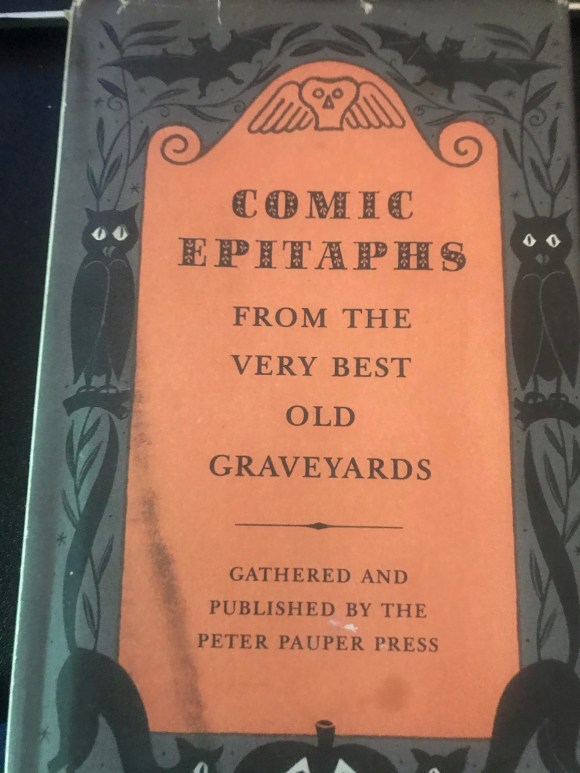 COMIC
EPITAPHS
FROM THE
VERY BEST
OLD
GRAVEYARDS
GATHERED AND
PUBLISHED BY THE
PETER PAUPER PRESS